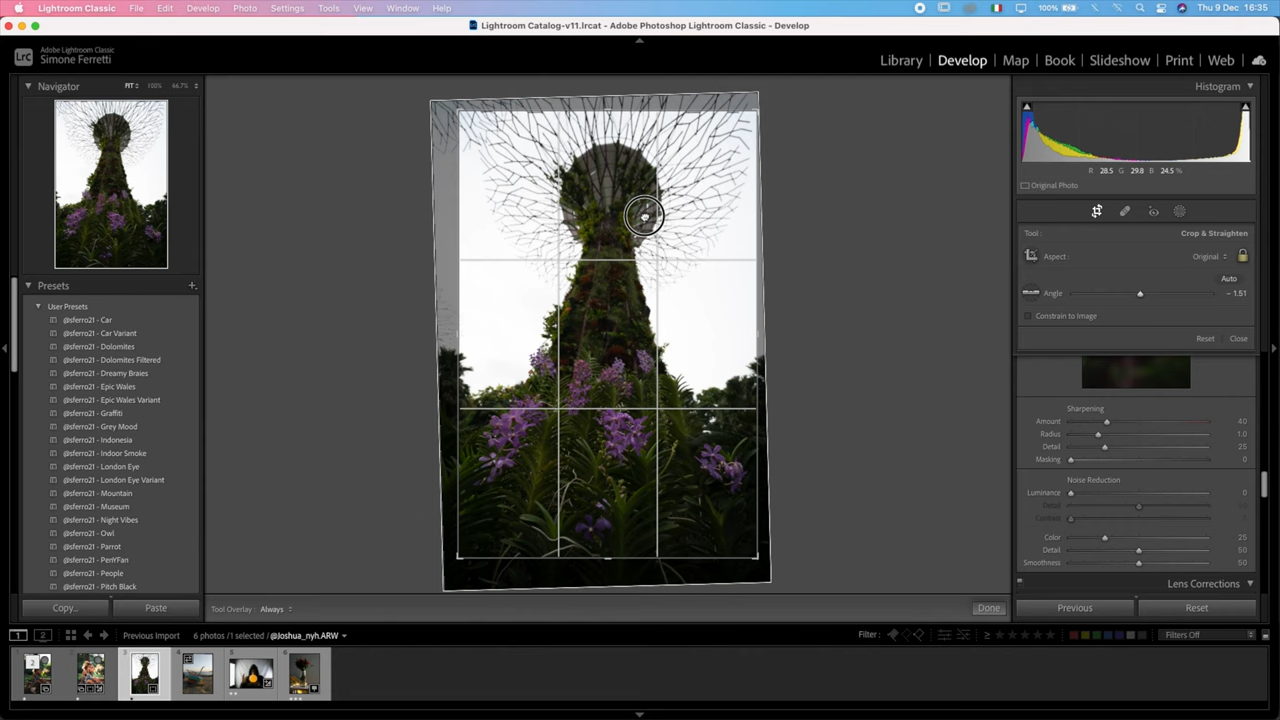 Lightroom Classic File Edit Develop Photo Settings Tools View Window Help 100% Thu 9 Dec 16:35
Lightroom Catalog-v11.lrcat - Adobe Photoshop Lightroom Classic - Develop
Adobe Lightroom Classic
Simone Ferretti
Lrc
Library Develop Map Book Slideshow Print Web
Navigator FIT 100% 66.7%
Histogram
R 28.5 G 29.8 B 24.5 %
Original Photo
Tool : Crop & Straighten
Aspect : Original
Auto
Angle - 1.51
Constrain to Image
Reset Close
Presets
User Presets
@sferro21 - Car
@sferro21 - Car Variant
@sferro21 - Dolomites
@sferro21 - Dolomites Filtered
@sferro21 - Dreamy Braies
@sferro21 - Epic Wales
@sferro21 - Epic Wales Variant
@sferro21 - Graffiti
@sferro21 - Grey Mood
@sferro21 - Indonesia
@sferro21 - Indoor Smoke
@sferro21 - London Eye
@sferro21 - London Eye Variant
@sferro21 - Mountain
@sferro21 - Museum
@sferro21 - Night Vibes
@sferro21 - Owl
@sferro21 - Parrot
@sferro21 - PenYFan
@sferro21 - People
@sferro21 - Pitch Black
Sharpening
Amount 40
Radius 1.0
Detail 25
Masking 0
Noise Reduction
Luminance 0
Detail
Contrast
Color 25
Detail 50
Smoothness 50
Lens Corrections
Copy... Paste
Tool Overlay : Always
Done
Previous Reset
1 2 Previous Import 6 photos /1 selected / @Joshua_nyh.ARW
Filter : Filters Off
2